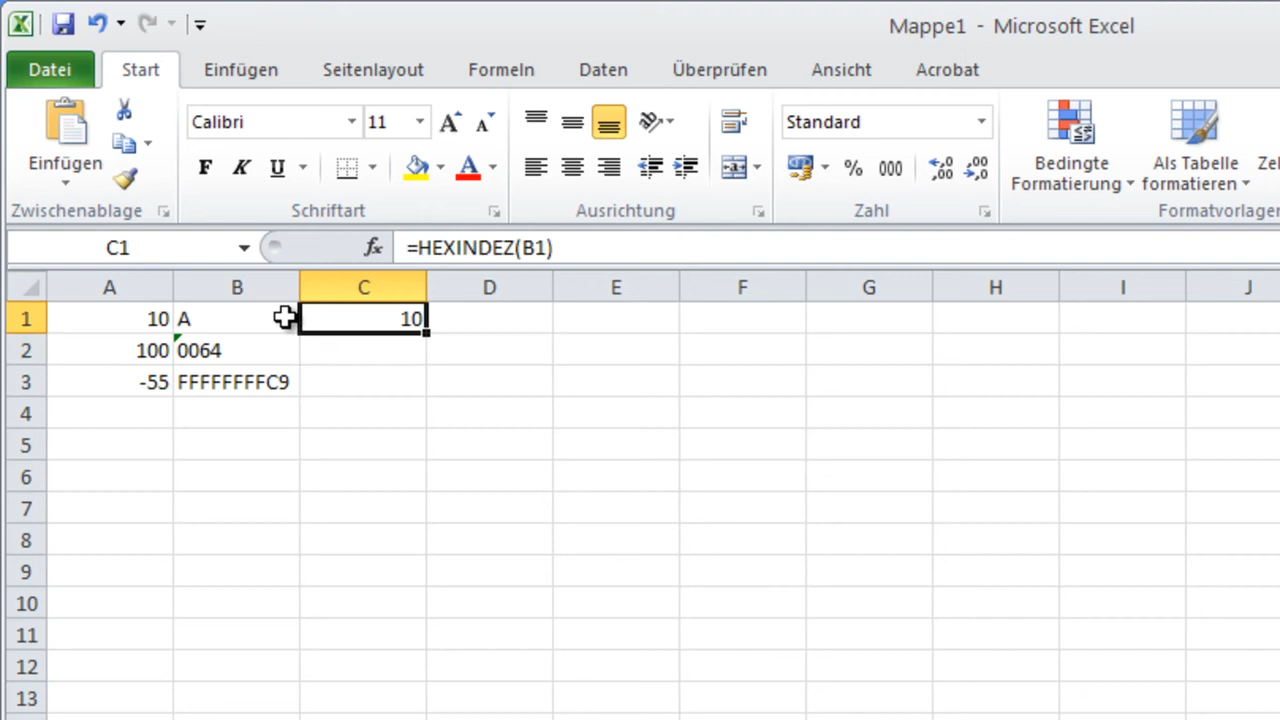 Mappe1 - Microsoft Excel
Datei Start Einfügen Seitenlayout Formeln Daten Überprüfen Ansicht Acrobat
Calibri 11 Standard
Einfügen F K U % 000 Bedingte Formatierung Als Tabelle formatieren
Zwischenablage Schriftart Ausrichtung Zahl Formatvorlagen
C1 fx =HEXINDEZ(B1)
A B C D E F G H I J
1 10 A 10
2 100 0064
3 -55 FFFFFFFFC9
4
5
6
7
8
9
10
11
12
13